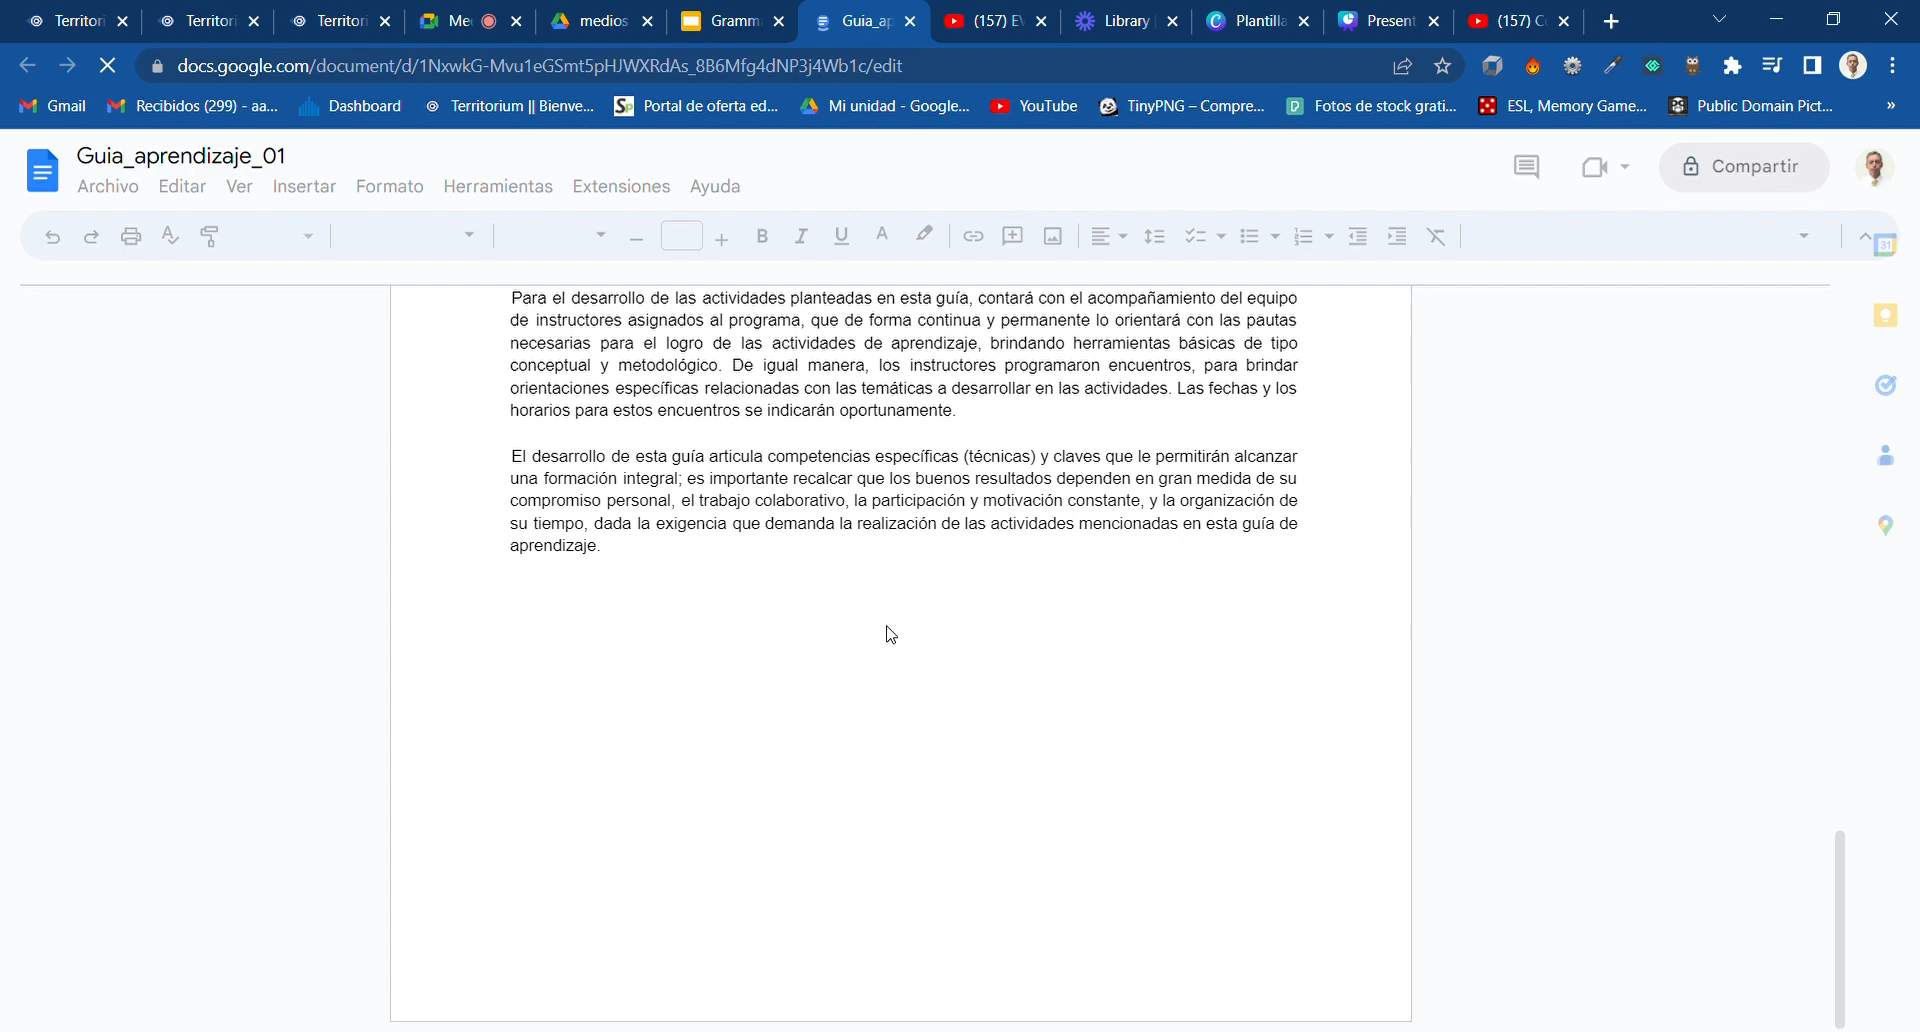 Territori
Territori
Territori
Me
medios
Gramm
Guia_ap
(157) E
Library
Plantilla
Present
(157) C
docs.google.com/document/d/1NxwkG-Mvu1eGSmt5pHJWXRdAs_8B6Mfg4dNP3j4Wb1c/edit
Gmail
Recibidos (299) - aa...
Dashboard
Territorium || Bienve...
Portal de oferta ed...
Mi unidad - Google...
YouTube
TinyPNG – Compre...
Fotos de stock grati...
ESL, Memory Game...
Public Domain Pict...
»
Guia_aprendizaje_01
Archivo Editar Ver Insertar Formato Herramientas Extensiones Ayuda
Compartir
Para el desarrollo de las actividades planteadas en esta guía, contará con el acompañamiento del equipo
de instructores asignados al programa, que de forma continua y permanente lo orientará con las pautas
necesarias para el logro de las actividades de aprendizaje, brindando herramientas básicas de tipo
conceptual y metodológico. De igual manera, los instructores programaron encuentros, para brindar
orientaciones específicas relacionadas con las temáticas a desarrollar en las actividades. Las fechas y los
horarios para estos encuentros se indicarán oportunamente.
El desarrollo de esta guía articula competencias específicas (técnicas) y claves que le permitirán alcanzar
una formación integral; es importante recalcar que los buenos resultados dependen en gran medida de su
compromiso personal, el trabajo colaborativo, la participación y motivación constante, y la organización de
su tiempo, dada la exigencia que demanda la realización de las actividades mencionadas en esta guía de
aprendizaje.